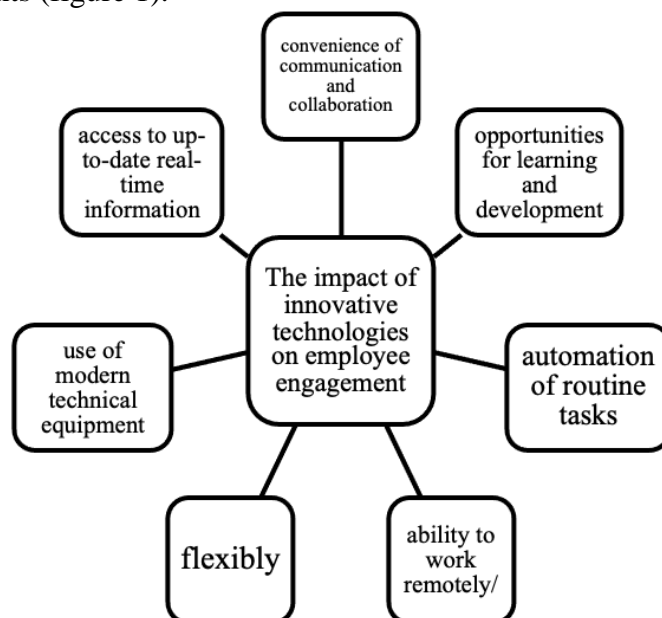 (figure 1).
convenience of
communication
and
collaboration
access to up-
to-date real-
time
information
opportunities
for learning
and
development
The impact of
innovative
technologies
on employee
engagement
use of
modern
technical
equipment
automation
of routine
tasks
flexibly
ability to
work
remotely/